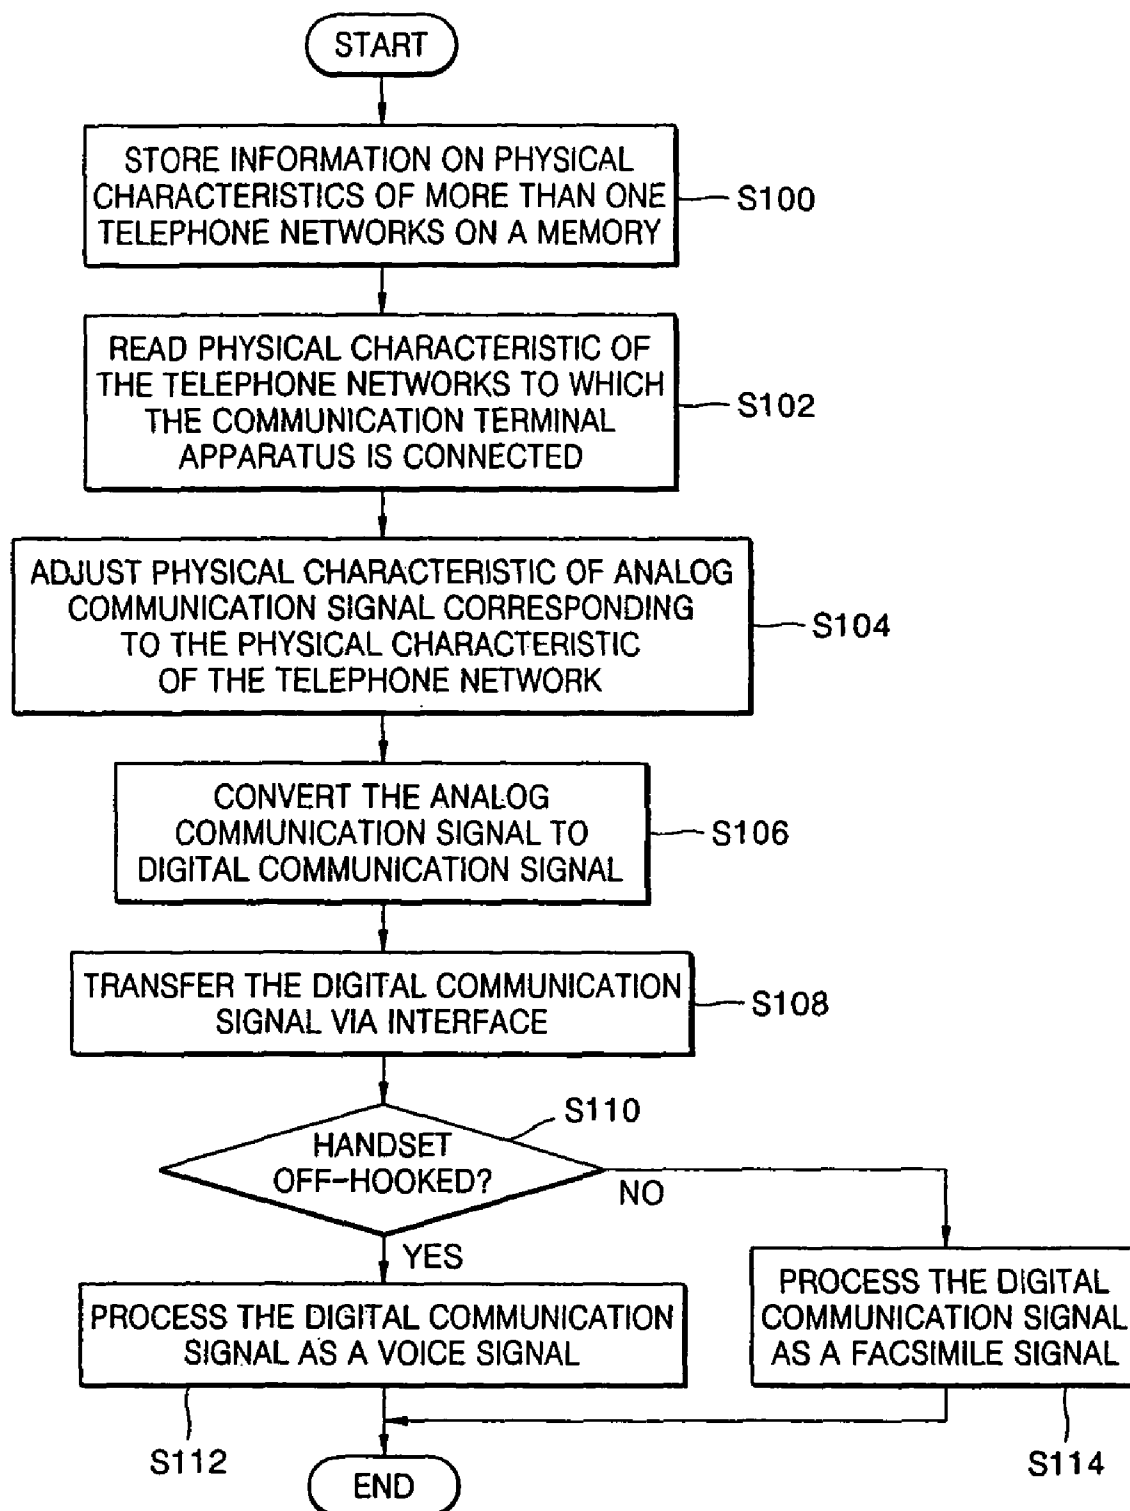 START
STORE INFORMATION ON PHYSICAL
CHARACTERISTICS OF MORE THAN ONE
TELEPHONE NETWORKS ON A MEMORY
S100
READ PHYSICAL CHARACTERISTIC OF
THE TELEPHONE NETWORKS TO WHICH
THE COMMUNICATION TERMINAL
APPARATUS IS CONNECTED
S102
ADJUST PHYSICAL CHARACTERISTIC OF ANALOG
COMMUNICATION SIGNAL CORRESPONDING
TO THE PHYSICAL CHARACTERISTIC
OF THE TELEPHONE NETWORK
S104
CONVERT THE ANALOG
COMMUNICATION SIGNAL TO
DIGITAL COMMUNICATION SIGNAL
S106
TRANSFER THE DIGITAL COMMUNICATION
SIGNAL VIA INTERFACE
S108
HANDSET
OFF-HOOKED?
S110
NO
YES
PROCESS THE DIGITAL COMMUNICATION
SIGNAL AS A VOICE SIGNAL
S112
PROCESS THE DIGITAL
COMMUNICATION SIGNAL
AS A FACSIMILE SIGNAL
S114
END